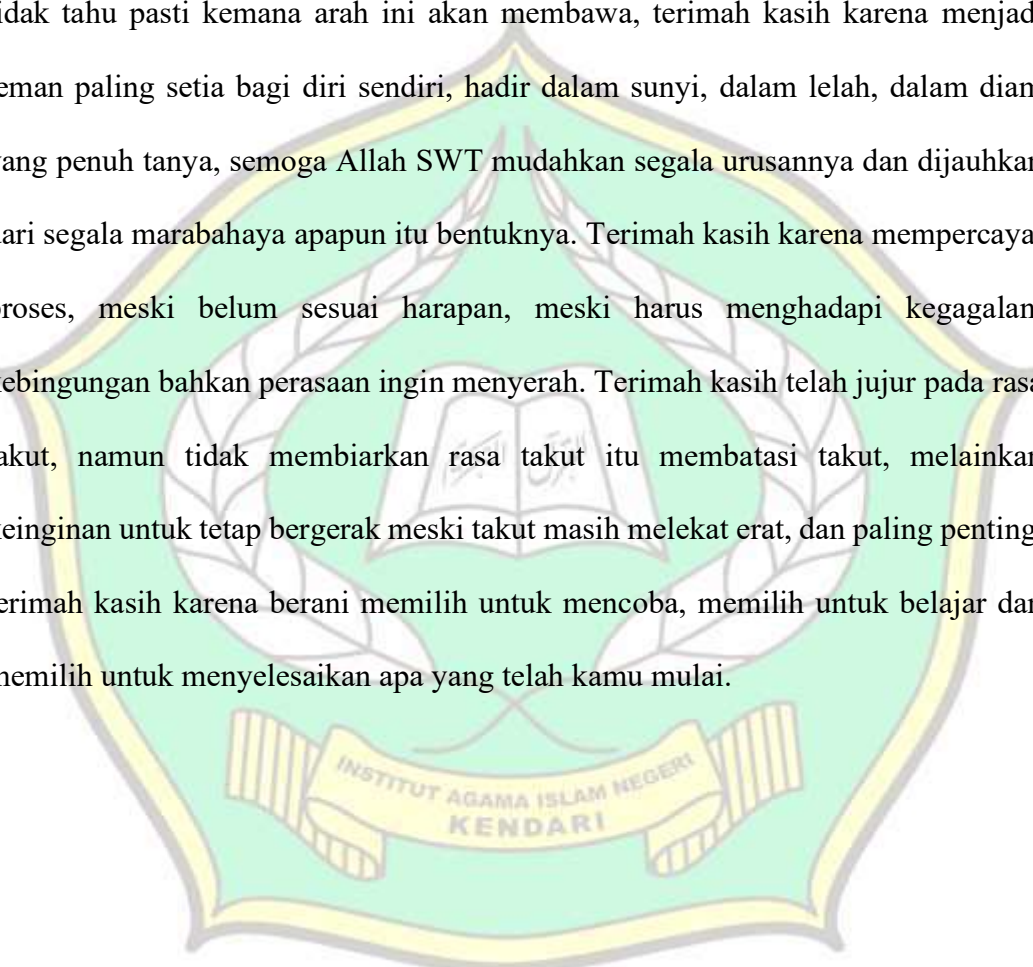 idak tahu pasti kemana arah ini akan membawa, terimah kasih karena menjad
eman paling setia bagi diri sendiri, hadir dalam sunyi, dalam lelah, dalam diam
yang penuh tanya, semoga Allah SWT mudahkan segala urusannya dan dijauhkan
dari segala marabahaya apapun itu bentuknya. Terimah kasih karena mempercaya
proses, meski belum sesuai harapan, meski harus menghadapi kegagalan
kebingungan bahkan perasaan ingin menyerah. Terimah kasih telah jujur pada rasa
akut, namun tidak membiarkan rasa takut itu membatasi takut, melainkan
keinginan untuk tetap bergerak meski takut masih melekat erat, dan paling penting
erimah kasih karena berani memilih untuk mencoba, memilih untuk belajar dan
memilih untuk menyelesaikan apa yang telah kamu mulai.
INSTITUT AGAMA ISLAM NEGERI
KENDARI